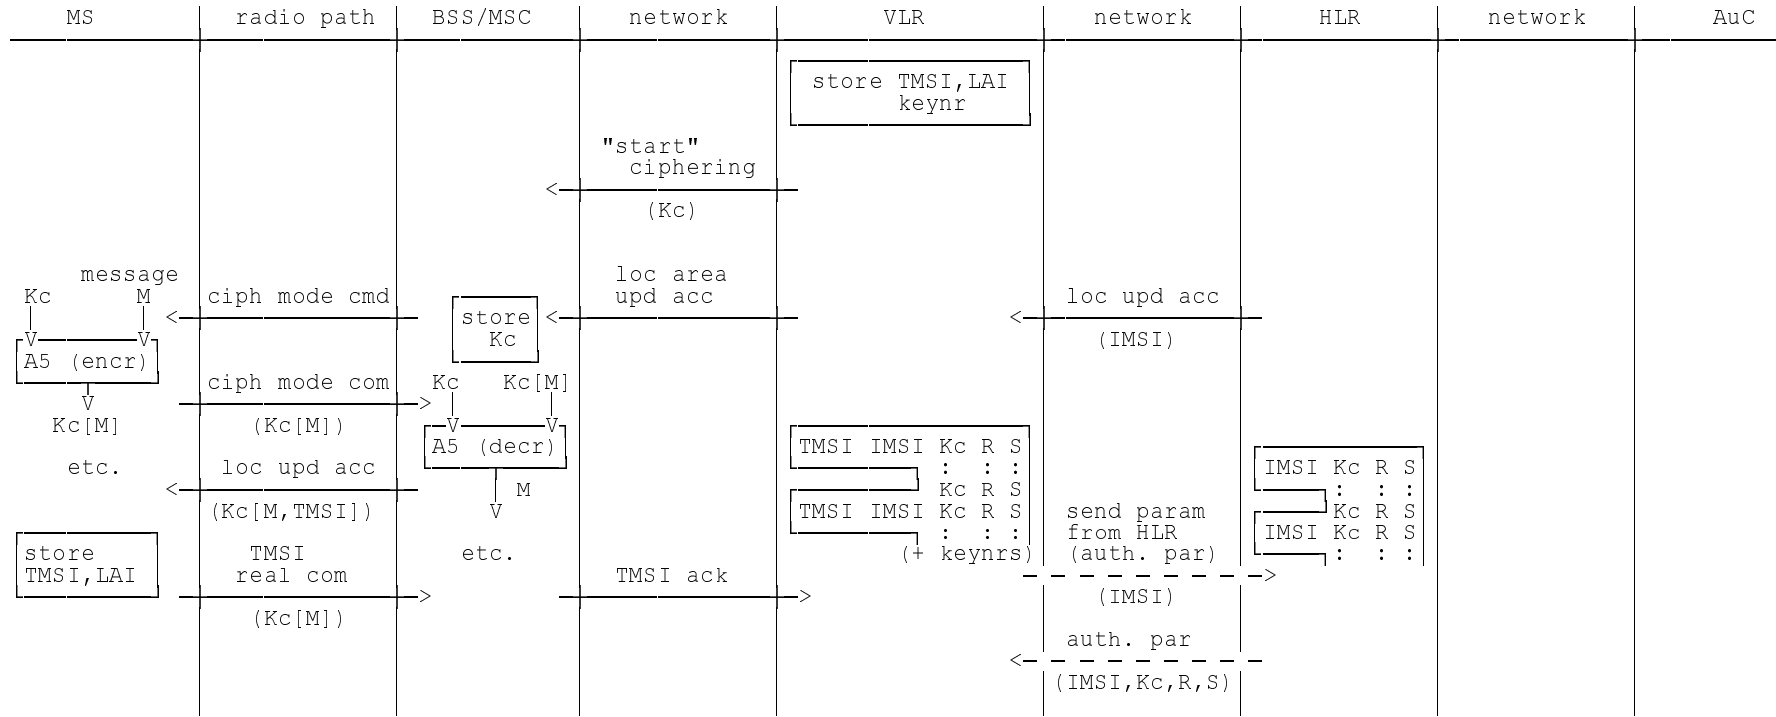 MS radio path BSS/MSC network VLR network HLR network AuC
store TMSI,LAI
keynr
"start"
ciphering
<
(Kc)
message loc area
Kc M ciph mode cmd upd acc loc upd acc
< store < <
V V Kc (IMSI)
A5 (encr)
ciph mode com Kc Kc[M]
V >
Kc[M] (Kc[M]) V V
A5 (decr) TMSI IMSI Kc R S
etc. loc upd acc : : : IMSI Kc R S
< M Kc R S : : :
(Kc[M,TMSI]) V TMSI IMSI Kc R S send param Kc R S
: : : from HLR IMSI Kc R S
store TMSI etc. (+ keynrs) (auth. par) : : :
TMSI,LAI real com TMSI ack >
> > (IMSI)
(Kc[M])
auth. par
<
(IMSI,Kc,R,S)